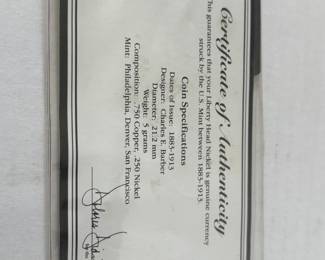 Certificate of Authenticity
This guarantees that your Liberty Head Nickel is genuine currency
struck by the U.S. Mint between 1883-1913.
Coin Specifications
Dates of Issue: 1883-1913
Designer: Charles E. Barber
Diameter: 21.2 mm
Weight: 5 grams
Composition: .750 Copper, .250 Nickel
Mint: Philadelphia, Denver, San Francisco